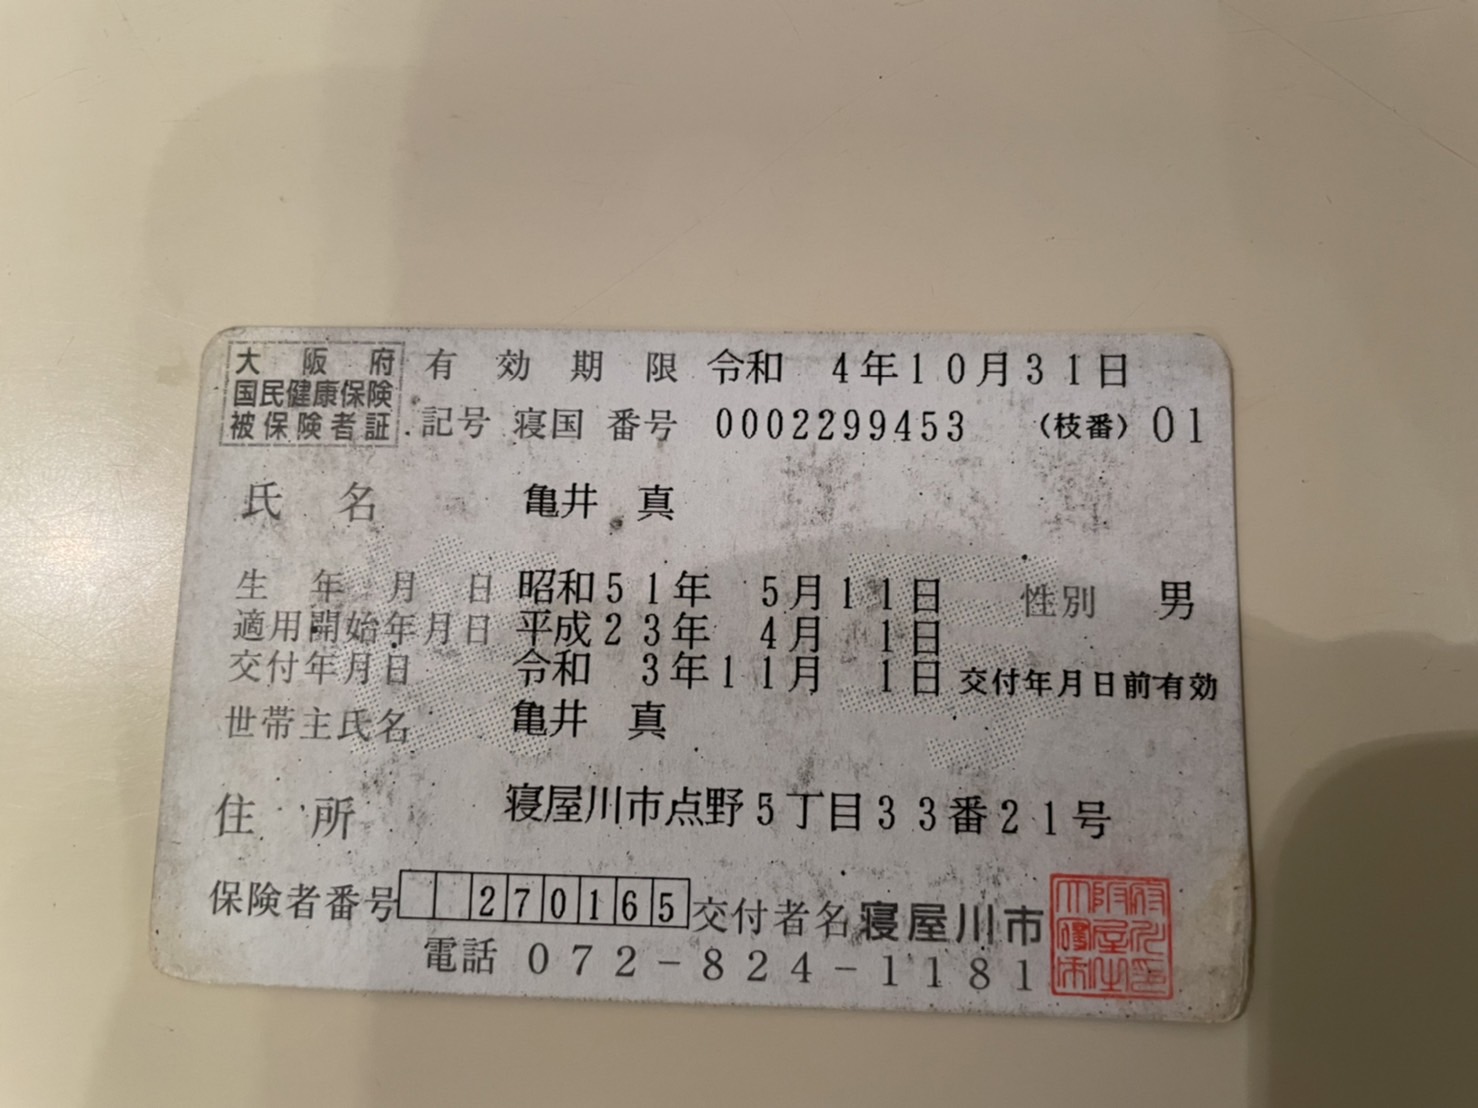 大阪府
国民健康保険
被保険者証
有効期限 令和 4年10月31日
記号 寝国 番号 0002299453 (枝番) 01
氏名 亀井 真
生年月日 昭和51年 5月11日 性別 男
適用開始年月日 平成23年 4月 1日
交付年月日 令和 3年11月 1日 交付年月日前有効
世帯主氏名 亀井 真
住所 寝屋川市点野5丁目33番21号
保険者番号 270165 交付者名 寝屋川市
電話 072-824-1181